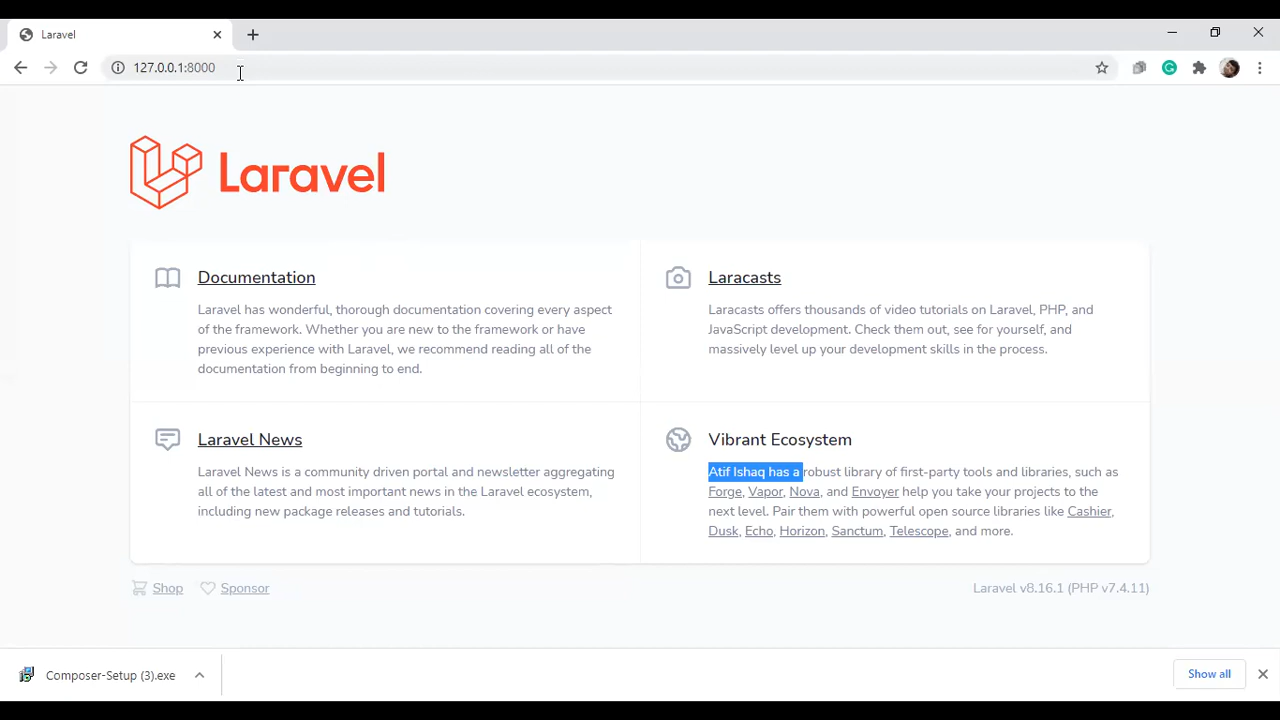 Laravel
127.0.0.1:8000
Laravel
Documentation
Laravel has wonderful, thorough documentation covering every aspect
of the framework. Whether you are new to the framework or have
previous experience with Laravel, we recommend reading all of the
documentation from beginning to end.
Laracasts
Laracasts offers thousands of video tutorials on Laravel, PHP, and
JavaScript development. Check them out, see for yourself, and
massively level up your development skills in the process.
Laravel News
Laravel News is a community driven portal and newsletter aggregating
all of the latest and most important news in the Laravel ecosystem,
including new package releases and tutorials.
Vibrant Ecosystem
Atif Ishaq has a robust library of first-party tools and libraries, such as
Forge, Vapor, Nova, and Envoyer help you take your projects to the
next level. Pair them with powerful open source libraries like Cashier,
Dusk, Echo, Horizon, Sanctum, Telescope, and more.
Shop
Sponsor
Laravel v8.16.1 (PHP v7.4.11)
Composer-Setup (3).exe
Show all